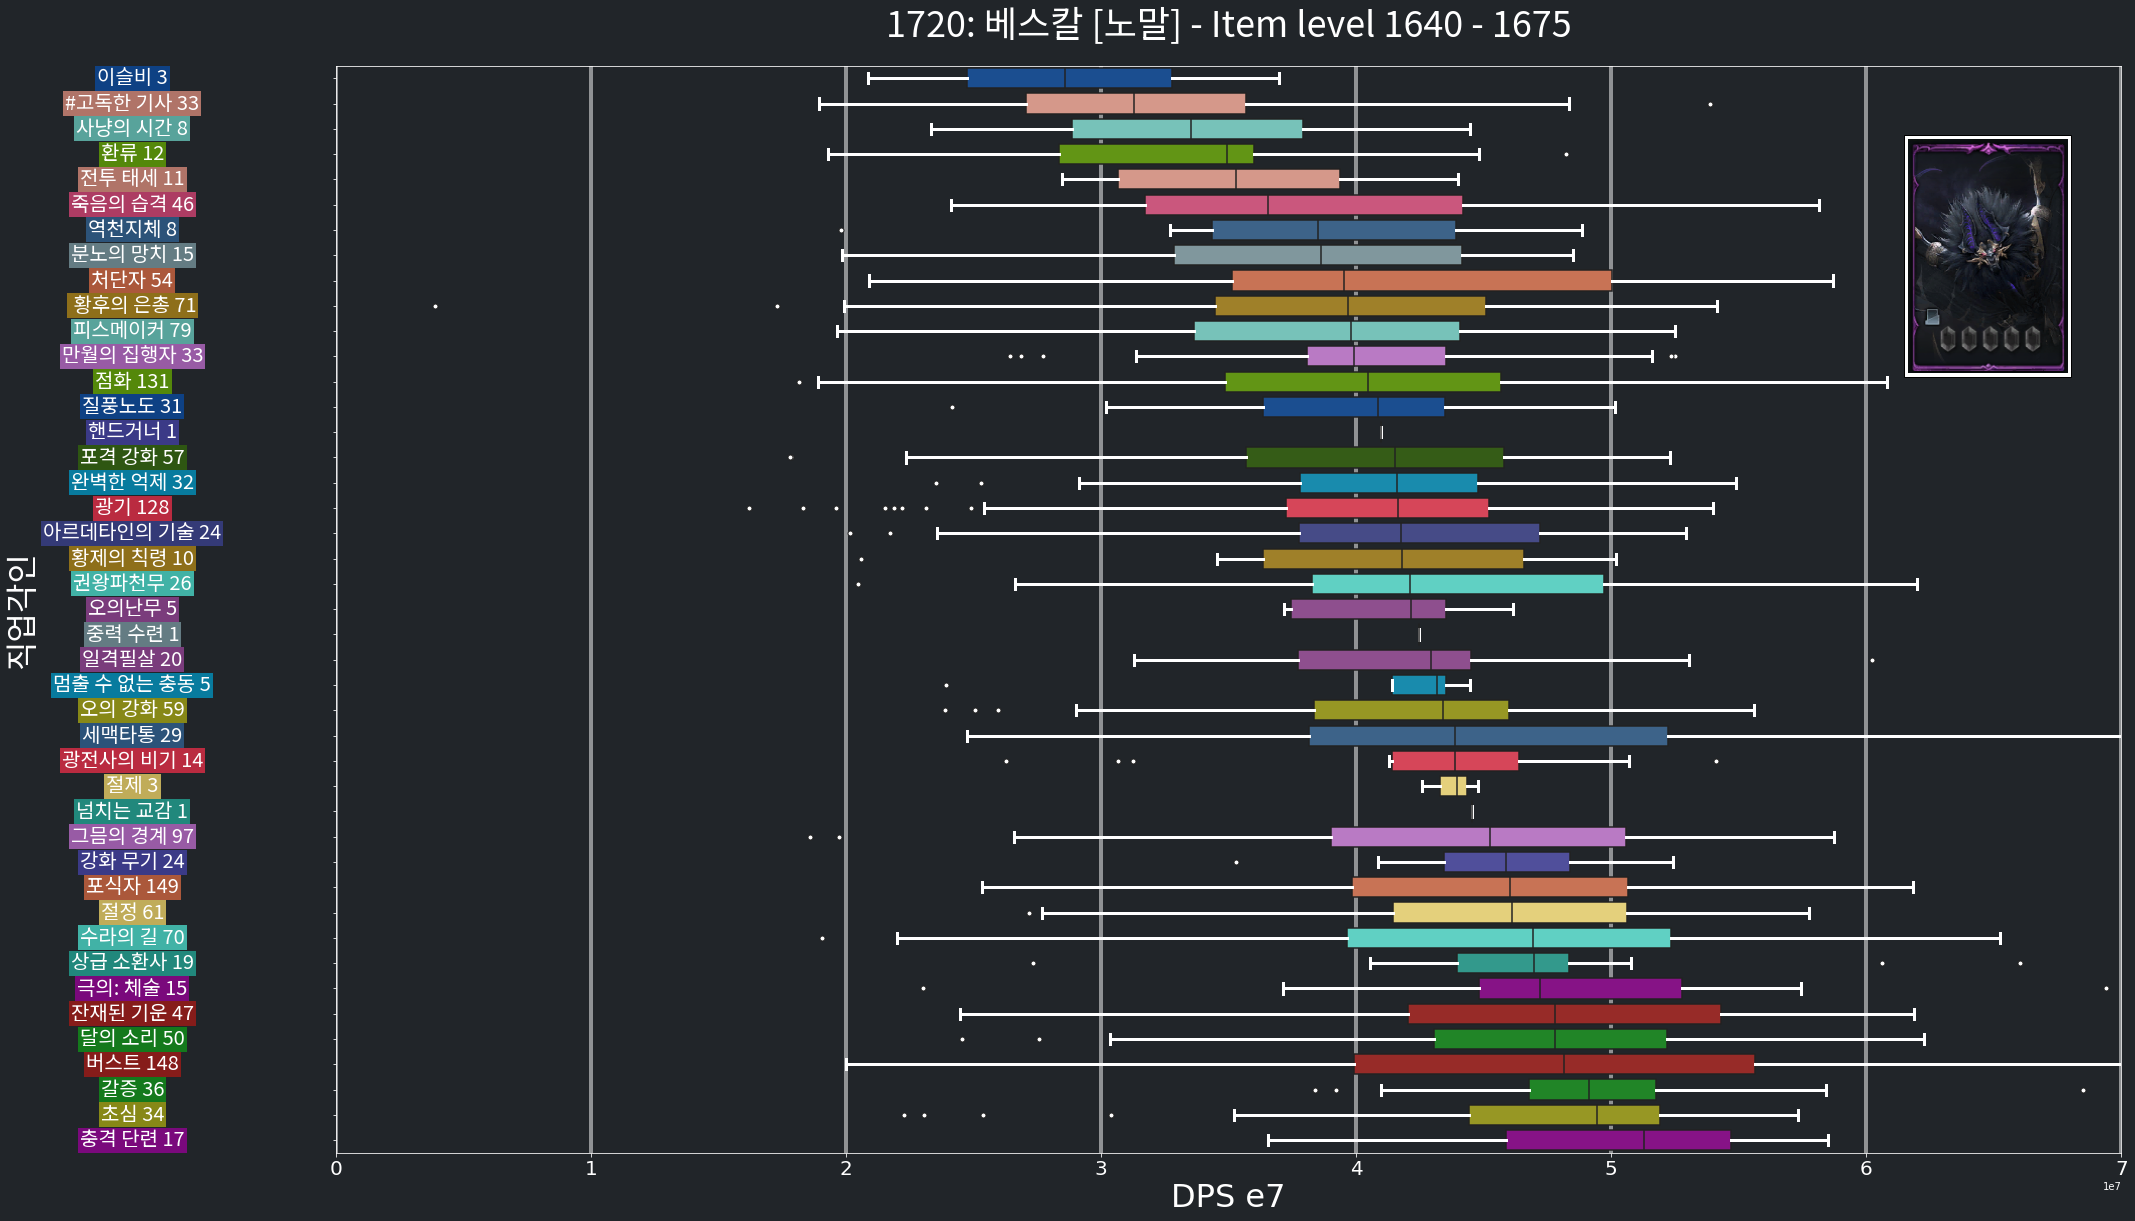 1720: 베스칼 [노말] - Item level 1640 - 1675
이슬비 3
#고독한 기사 33
사냥의 시간 8
환류 12
전투 태세 11
죽음의 습격 46
역천지체 8
분노의 망치 15
처단자 54
황후의 은총 71
피스메이커 79
만월의 집행자 33
점화 131
질풍노도 31
핸드거너 1
포격 강화 57
완벽한 억제 32
광기 128
아르데타인의 기술 24
황제의 칙령 10
권왕파천무 26
오의난무 5
중력 수련 1
일격필살 20
멈출 수 없는 충동 5
오의 강화 59
세맥타통 29
광전사의 비기 14
절제 3
넘치는 교감 1
그믐의 경계 97
강화 무기 24
포식자 149
절정 61
수라의 길 70
상급 소환사 19
극의: 체술 15
잔재된 기운 47
달의 소리 50
버스트 148
갈증 36
초심 34
충격 단련 17
직업각인
0 1 2 3 4 5 6 7
1e7
DPS e7